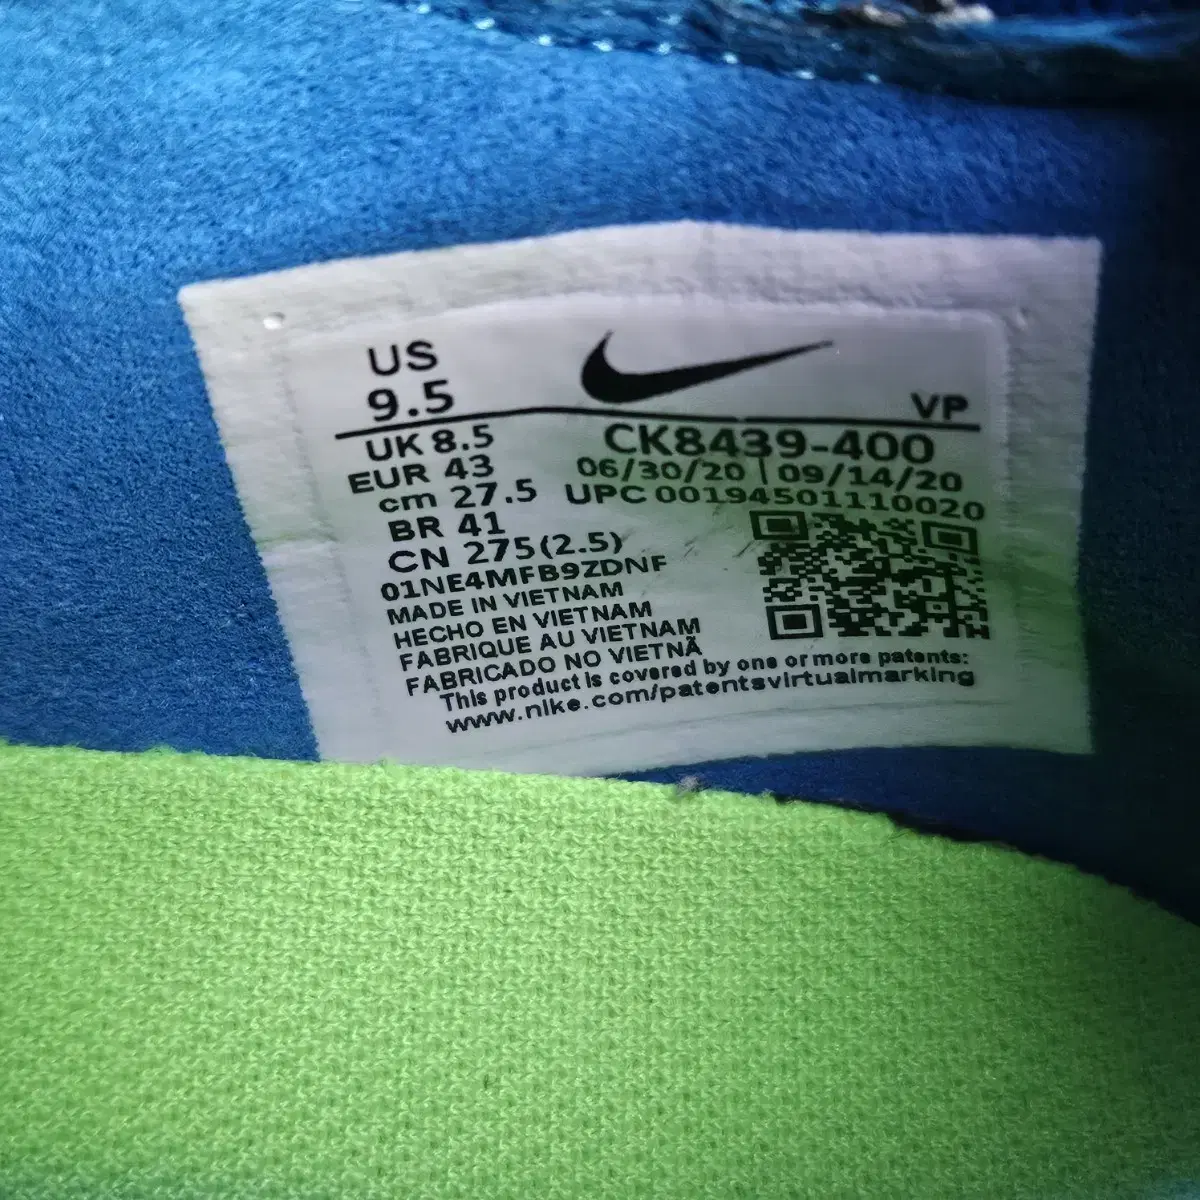 US
9.5
VP
UK 8.5
CK8439-400
EUR 43
06/30/20 | 09/14/20
cm 27.5
UPC 00194501110020
BR 41
CN 275(2.5)
01NE4MFB9ZDNF
MADE IN VIETNAM
HECHO EN VIETNAM
FABRIQUE AU VIETNAM
FABRICADO NO VIETNÃ
This product is covered by one or more patents:
www.nike.com/patentsvirtualmarking